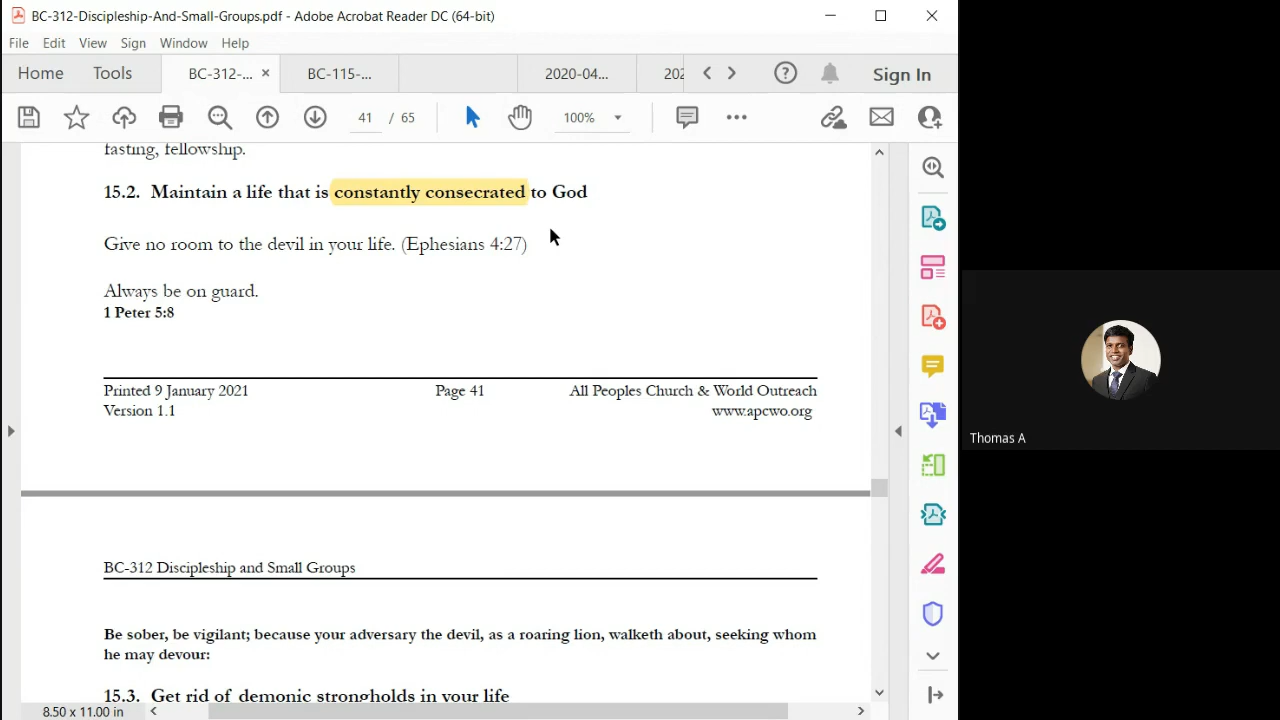 BC-312-Discipleship-And-Small-Groups.pdf - Adobe Acrobat Reader DC (64-bit)
File Edit View Sign Window Help
Home Tools BC-312-... × BC-115-... 2020-04... 202 Sign In
41 / 65 100%
fasting, fellowship.
15.2. Maintain a life that is constantly consecrated to God
Give no room to the devil in your life. (Ephesians 4:27)
Always be on guard.
1 Peter 5:8
Printed 9 January 2021 Page 41 All Peoples Church & World Outreach
Version 1.1 www.apcwo.org
Thomas A
BC-312 Discipleship and Small Groups
Be sober, be vigilant; because your adversary the devil, as a roaring lion, walketh about, seeking whom
he may devour:
15.3. Get rid of demonic strongholds in your life
8.50 x 11.00 in